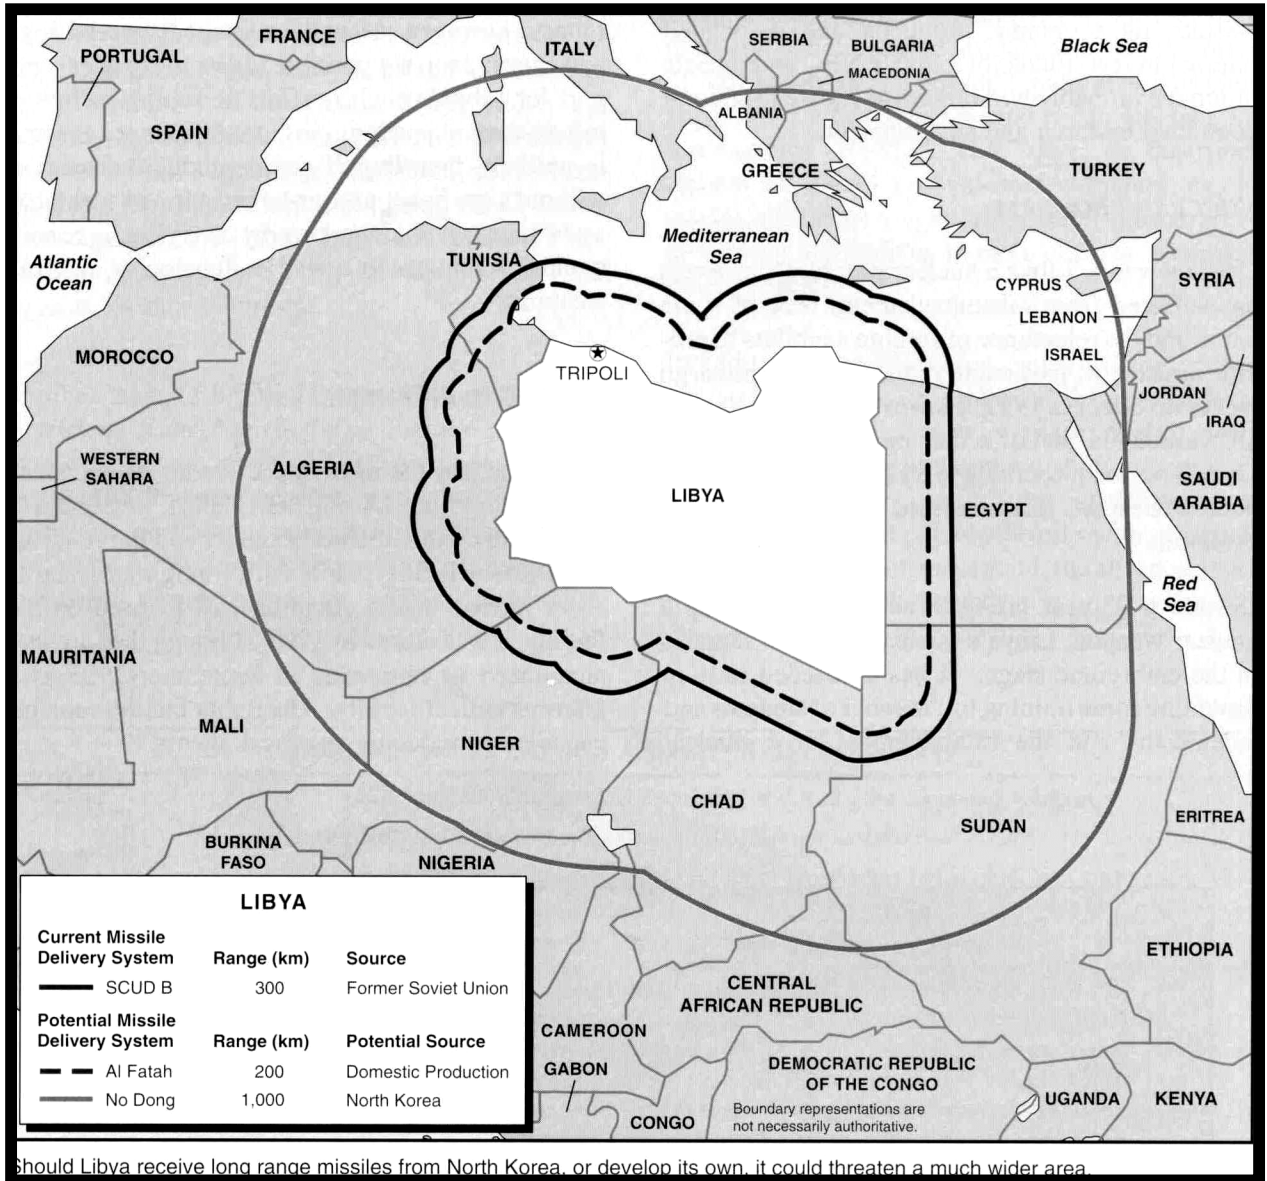 FRANCE
PORTUGAL
SPAIN
ITALY
SERBIA
BULGARIA
MACEDONIA
Black Sea
ALBANIA
GREECE
TURKEY
Mediterranean
Sea
Atlantic
Ocean
TUNISIA
CYPRUS
SYRIA
LEBANON
MOROCCO
TRIPOLI
ISRAEL
JORDAN
IRAQ
WESTERN
SAHARA
ALGERIA
LIBYA
EGYPT
SAUDI
ARABIA
Red
Sea
MAURITANIA
MALI
NIGER
CHAD
SUDAN
ERITREA
BURKINA
FASO
NIGERIA
ETHIOPIA
CENTRAL
AFRICAN REPUBLIC
CAMEROON
GABON
DEMOCRATIC REPUBLIC
OF THE CONGO
UGANDA
KENYA
CONGO
Boundary representations are
not necessarily authoritative.
LIBYA
Current Missile
Delivery System Range (km) Source
SCUD B 300 Former Soviet Union
Potential Missile
Delivery System Range (km) Potential Source
Al Fatah 200 Domestic Production
No Dong 1,000 North Korea
Should Libya receive long range missiles from North Korea, or develop its own, it could threaten a much wider area.